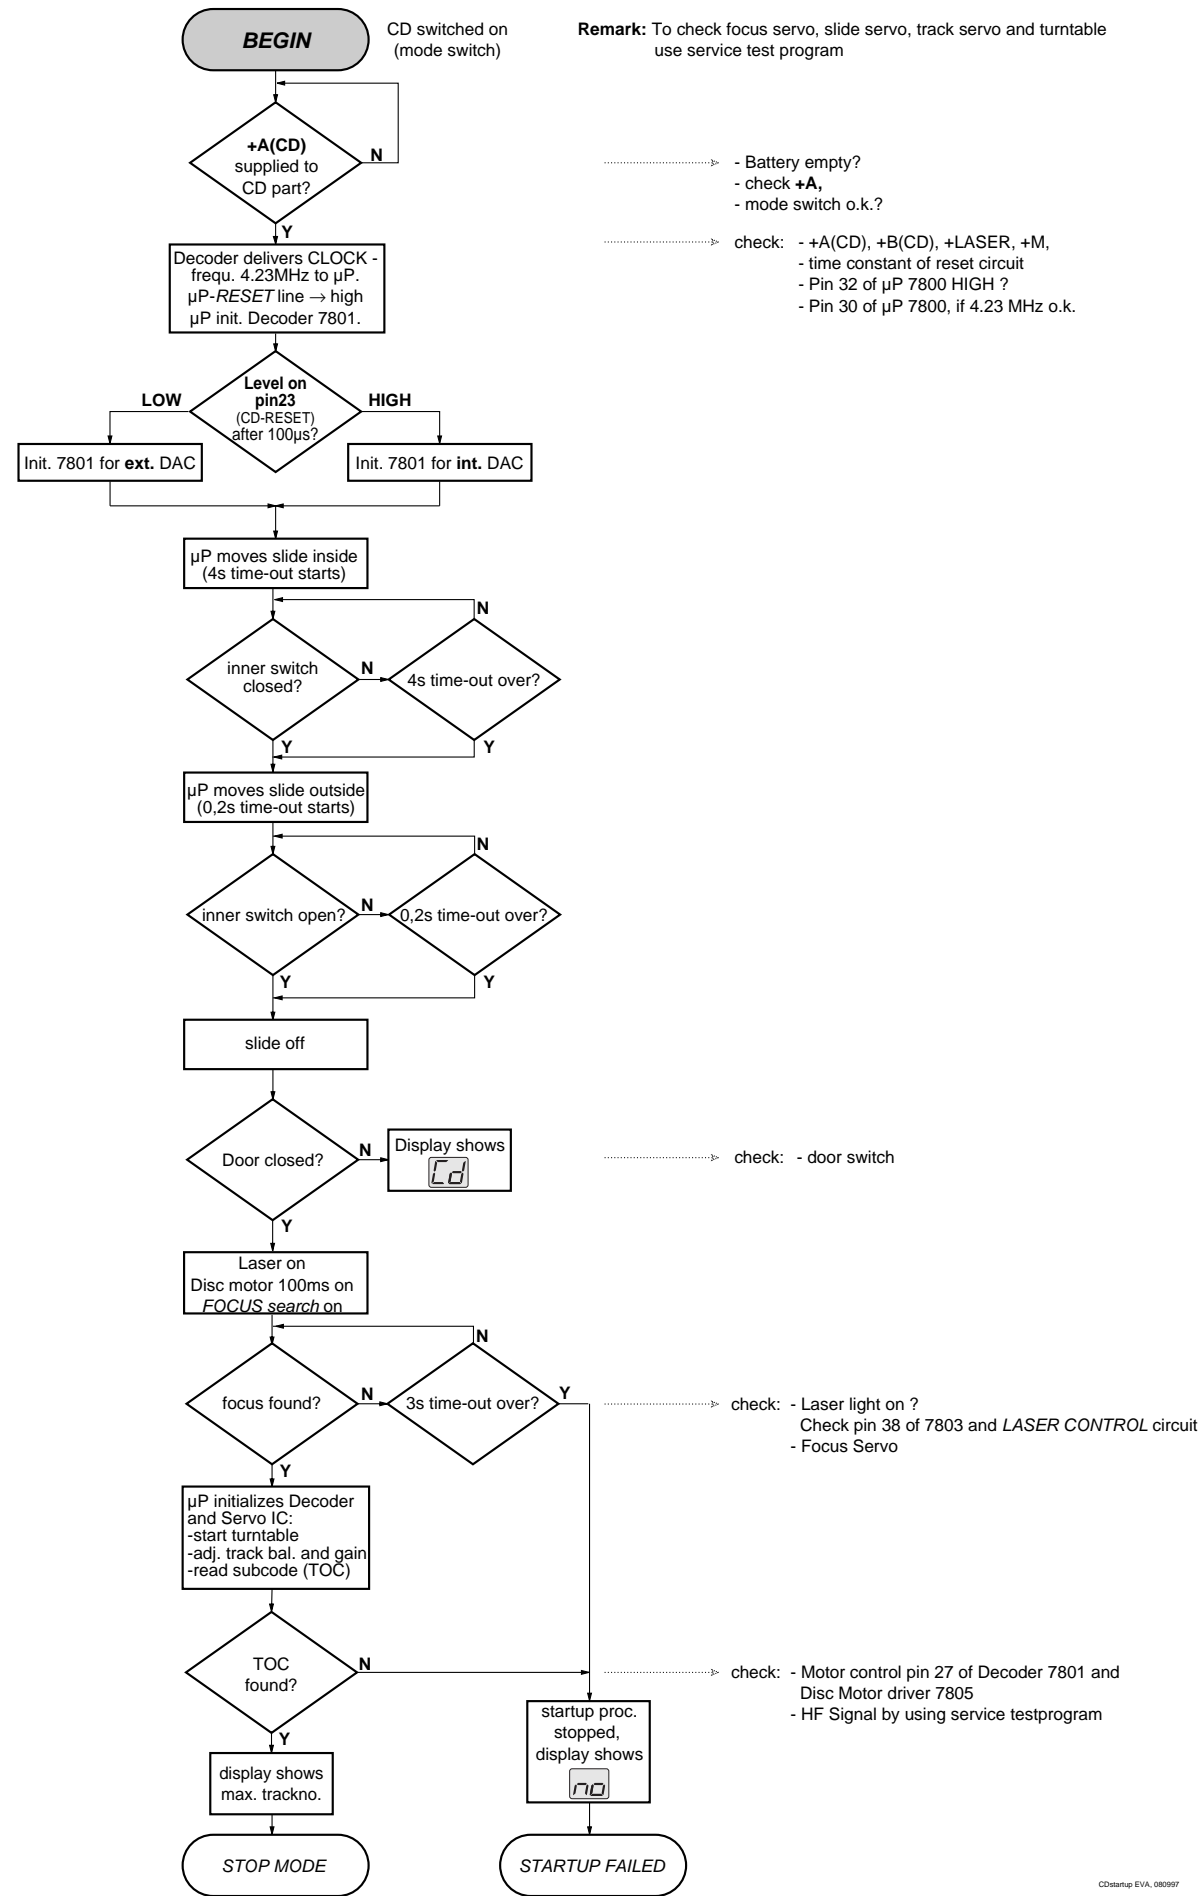 BEGIN
CD switched on
(mode switch)
Remark: To check focus servo, slide servo, track servo and turntable
use service test program
+A(CD)
supplied to
CD part?
N
Y
- Battery empty?
- check +A,
- mode switch o.k.?
Decoder delivers CLOCK -
frequ. 4.23MHz to µP.
µP-RESET line → high
µP init. Decoder 7801.
check: - +A(CD), +B(CD), +LASER, +M,
- time constant of reset circuit
- Pin 32 of µP 7800 HIGH ?
- Pin 30 of µP 7800, if 4.23 MHz o.k.
Level on
pin23
(CD-RESET)
after 100µs?
LOW
HIGH
Init. 7801 for ext. DAC
Init. 7801 for int. DAC
µP moves slide inside
(4s time-out starts)
N
inner switch
closed?
N
4s time-out over?
Y
Y
µP moves slide outside
(0,2s time-out starts)
N
inner switch open?
N
0,2s time-out over?
Y
Y
slide off
Door closed?
N
Display shows
Cd
check: - door switch
Y
Laser on
Disc motor 100ms on
FOCUS search on
N
focus found?
N
3s time-out over?
Y
check: - Laser light on ?
Check pin 38 of 7803 and LASER CONTROL circuit
- Focus Servo
Y
µP initializes Decoder
and Servo IC:
-start turntable
-adj. track bal. and gain
-read subcode (TOC)
TOC
found?
N
check: - Motor control pin 27 of Decoder 7801 and
Disc Motor driver 7805
- HF Signal by using service testprogram
Y
startup proc.
stopped,
display shows
no
display shows
max. trackno.
STOP MODE
STARTUP FAILED
CDstartup EVA, 080997